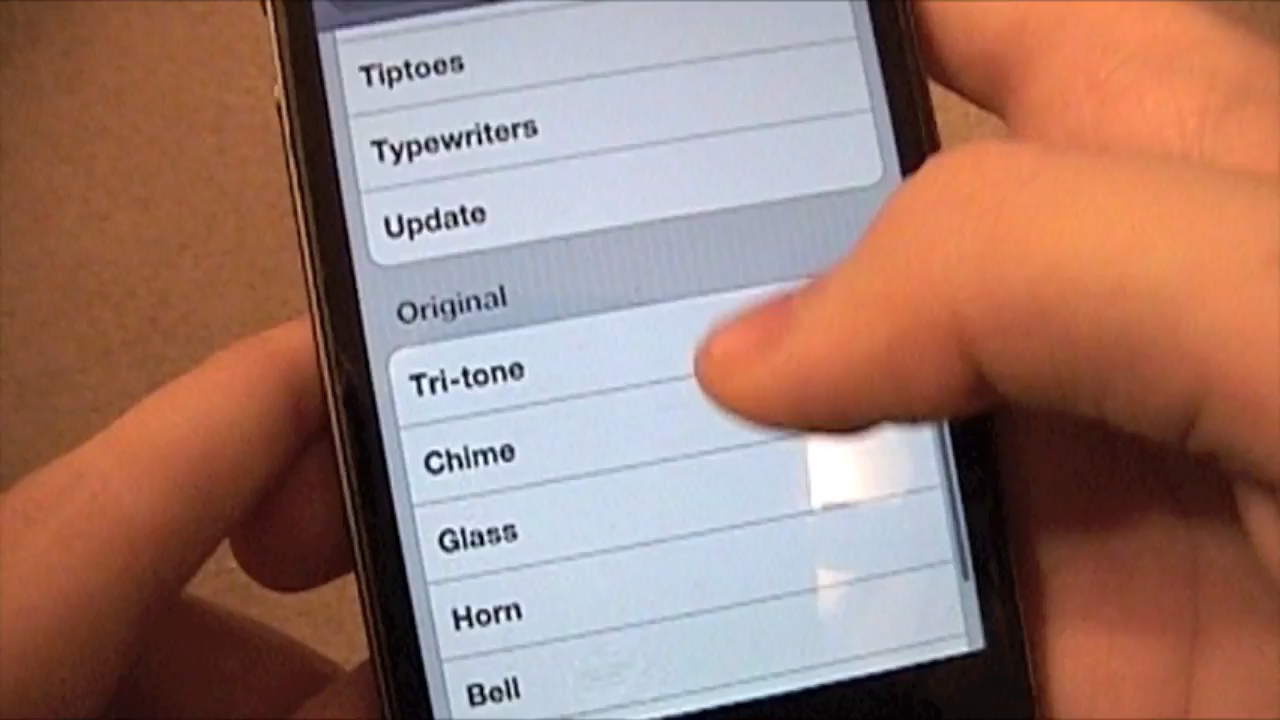 Tiptoes
Typewriters
Update
Original
Tri-tone
Chime
Glass
Horn
Bell